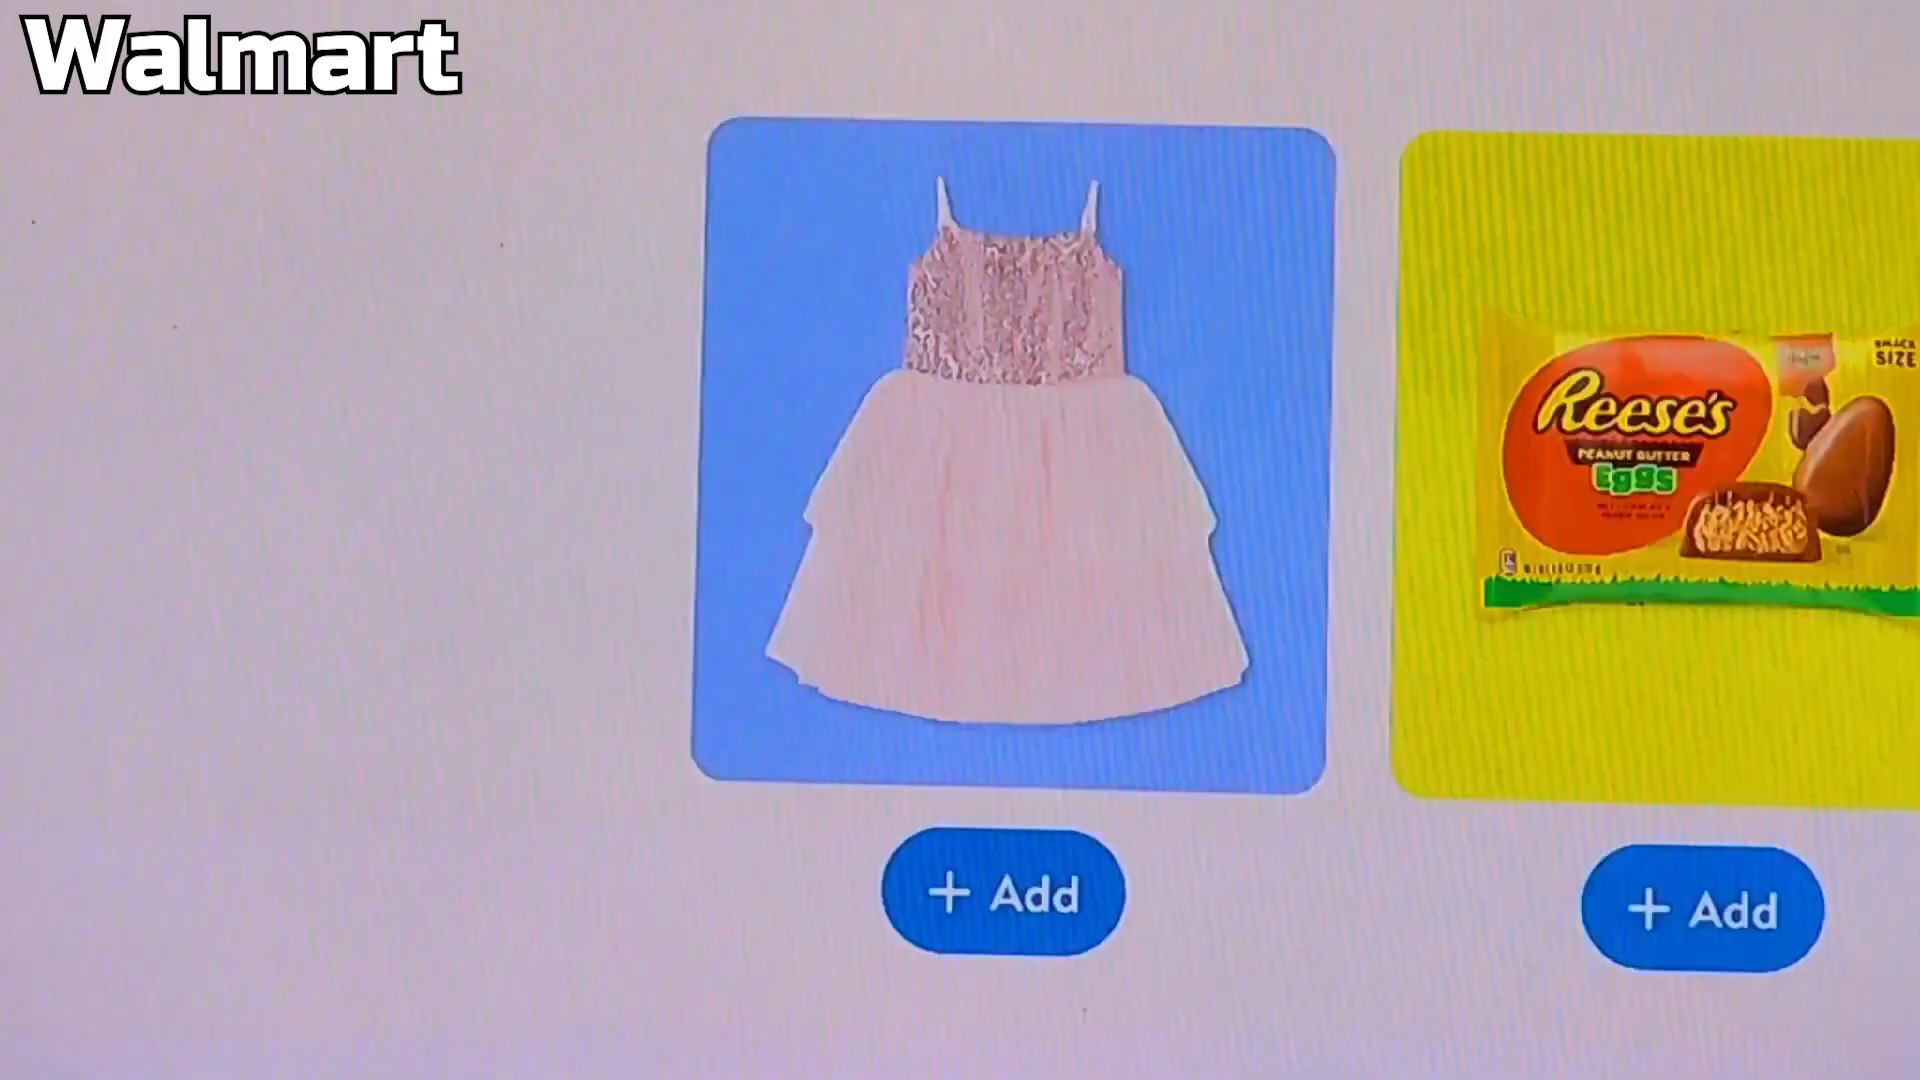 Walmart
SNACK
SIZE
Reese's
PEANUT BUTTER
Eggs
+ Add
+ Add